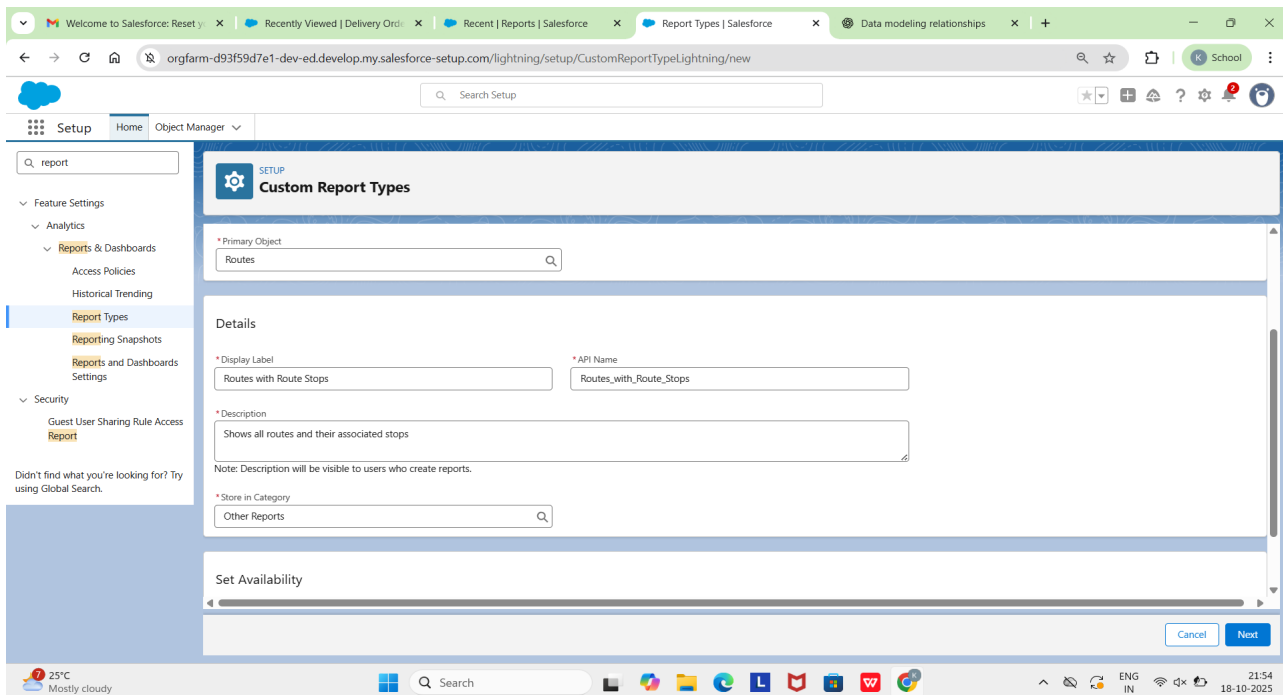 Welcome to Salesforce: Reset y
Recently Viewed | Delivery Orde
Recent | Reports | Salesforce
Report Types | Salesforce
Data modeling relationships
orgfarm-d93f59d7e1-dev-ed.develop.my.salesforce-setup.com/lightning/setup/CustomReportTypeLightning/new
K School
Search Setup
2
Setup Home Object Manager
report
Feature Settings
Analytics
Reports & Dashboards
Access Policies
Historical Trending
Report Types
Reporting Snapshots
Reports and Dashboards
Settings
Security
Guest User Sharing Rule Access
Report
Didn't find what you're looking for? Try
using Global Search.
SETUP
Custom Report Types
* Primary Object
Routes
Details
* Display Label
Routes with Route Stops
* API Name
Routes_with_Route_Stops
* Description
Shows all routes and their associated stops
Note: Description will be visible to users who create reports.
* Store in Category
Other Reports
Set Availability
Cancel Next
7
25°C
Mostly cloudy
Search
L
W
K
ENG
IN
21:54
18-10-2025